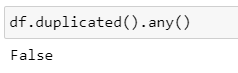 df.duplicated().any()
False